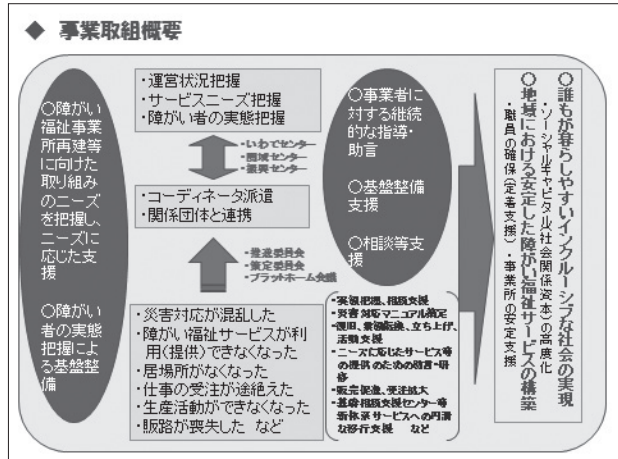 ◆ 事業取組概要
○障がい
福祉事業
所再建等
に向けた
取り組み
のニーズ
を把握し、
ニーズに
応じた支
援
○障がい
者の実態
把握によ
る基盤整
備
・運営状況把握
・サービスニーズ把握
・障がい者の実態把握
・いわてセンター
・圏域センター
・コーディネータ派遣
・関係団体と連携
・推進委員会
・策定委員会
・プラットホーム会議
・災害対応が混乱した
・障がい福祉サービスが利
用(提供)できなくなった
・居場所がなくなった
・仕事の受注が途絶えた
・生産活動ができなくなった
・販路が喪失した など
○事業者に
対する継続
的な指導・
助言
○基盤整備
支援
○相談等支
援
・実態把握、相談支援
・災害対応マニュアル策定
・復旧、業務転換、立ち上げ、
活動支援
・ニーズに応じたサービス等
の提供のための助言・研
修
・販売促進、受注拡大
・基幹相談支援センター等
新体系サービスへの円滑
な移行支援 など
○誰もが暮らしやすいインクルーシブな社会の実現
・ソーシャルキャピタル(社会関係資本)の高度化
○地域における安定した障がい福祉サービスの構築
・職員の確保(定着支援)・事業所の安定支援